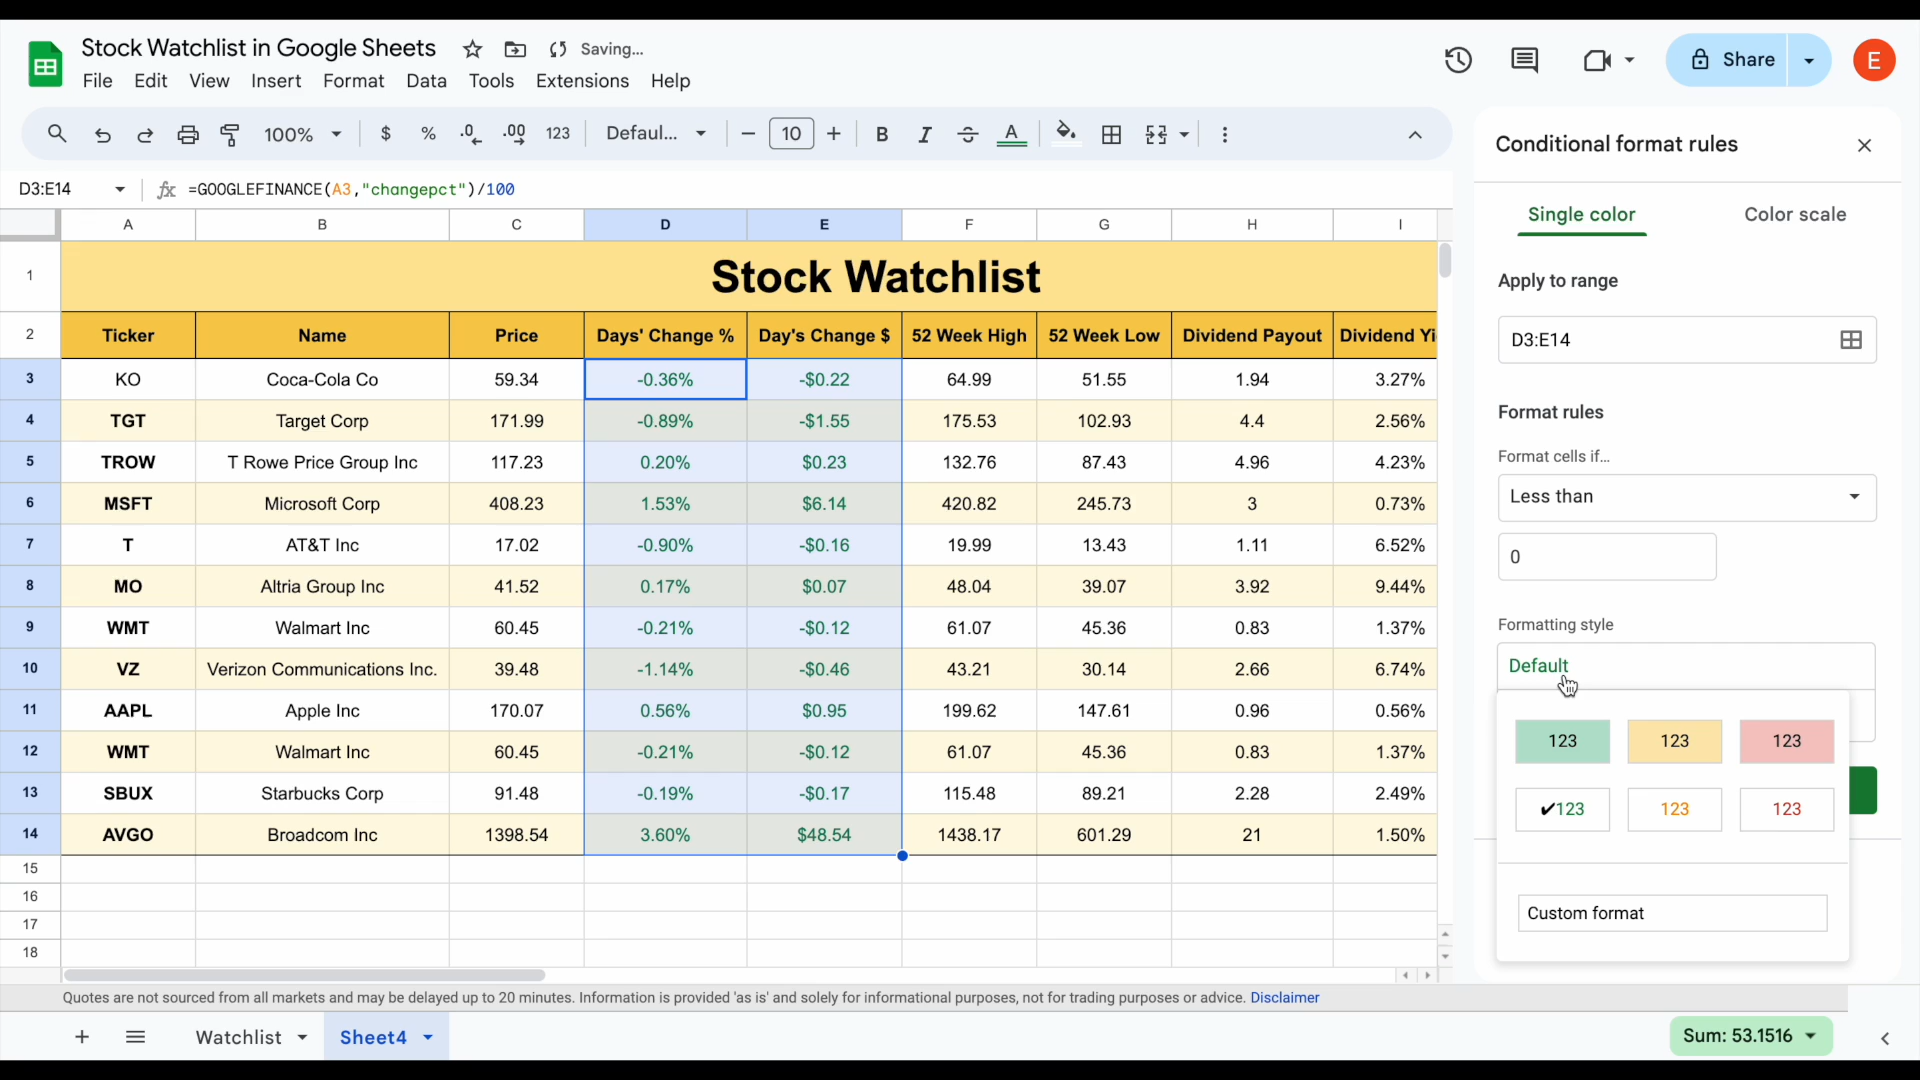 Stock Watchlist in Google Sheets Saving...
E
Share
File Edit View Insert Format Data Tools Extensions Help
100% $ % .0 .00 123 Defaul... 10 B I A
Conditional format rules
D3:E14 fx =GOOGLEFINANCE(A3,"changepct")/100
Single color Color scale
A B C D E F G H I
1 Stock Watchlist
Apply to range
2 Ticker Name Price Days' Change % Day's Change $ 52 Week High 52 Week Low Dividend Payout Dividend Yi
D3:E14
3 KO Coca-Cola Co 59.34 -0.36% -$0.22 64.99 51.55 1.94 3.27%
4 TGT Target Corp 171.99 -0.89% -$1.55 175.53 102.93 4.4 2.56%
Format rules
5 TROW T Rowe Price Group Inc 117.23 0.20% $0.23 132.76 87.43 4.96 4.23%
Format cells if...
6 MSFT Microsoft Corp 408.23 1.53% $6.14 420.82 245.73 3 0.73%
Less than
7 T AT&T Inc 17.02 -0.90% -$0.16 19.99 13.43 1.11 6.52%
0
8 MO Altria Group Inc 41.52 0.17% $0.07 48.04 39.07 3.92 9.44%
9 WMT Walmart Inc 60.45 -0.21% -$0.12 61.07 45.36 0.83 1.37%
Formatting style
10 VZ Verizon Communications Inc. 39.48 -1.14% -$0.46 43.21 30.14 2.66 6.74%
Default
11 AAPL Apple Inc 170.07 0.56% $0.95 199.62 147.61 0.96 0.56%
12 WMT Walmart Inc 60.45 -0.21% -$0.12 61.07 45.36 0.83 1.37%
123 123 123
13 SBUX Starbucks Corp 91.48 -0.19% -$0.17 115.48 89.21 2.28 2.49%
✔123 123 123
14 AVGO Broadcom Inc 1398.54 3.60% $48.54 1438.17 601.29 21 1.50%
15
16
Custom format
17
18
Quotes are not sourced from all markets and may be delayed up to 20 minutes. Information is provided 'as is' and solely for informational purposes, not for trading purposes or advice. Disclaimer
Watchlist Sheet4 Sum: 53.1516